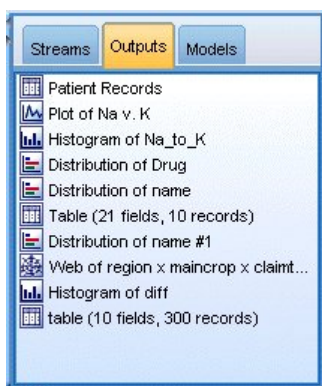 Streams Outputs Models
Patient Records
Plot of Na v. K
Histogram of Na_to_K
Distribution of Drug
Distribution of name
Table (21 fields, 10 records)
Distribution of name #1
Web of region x maincrop x claimt...
Histogram of diff
table (10 fields, 300 records)